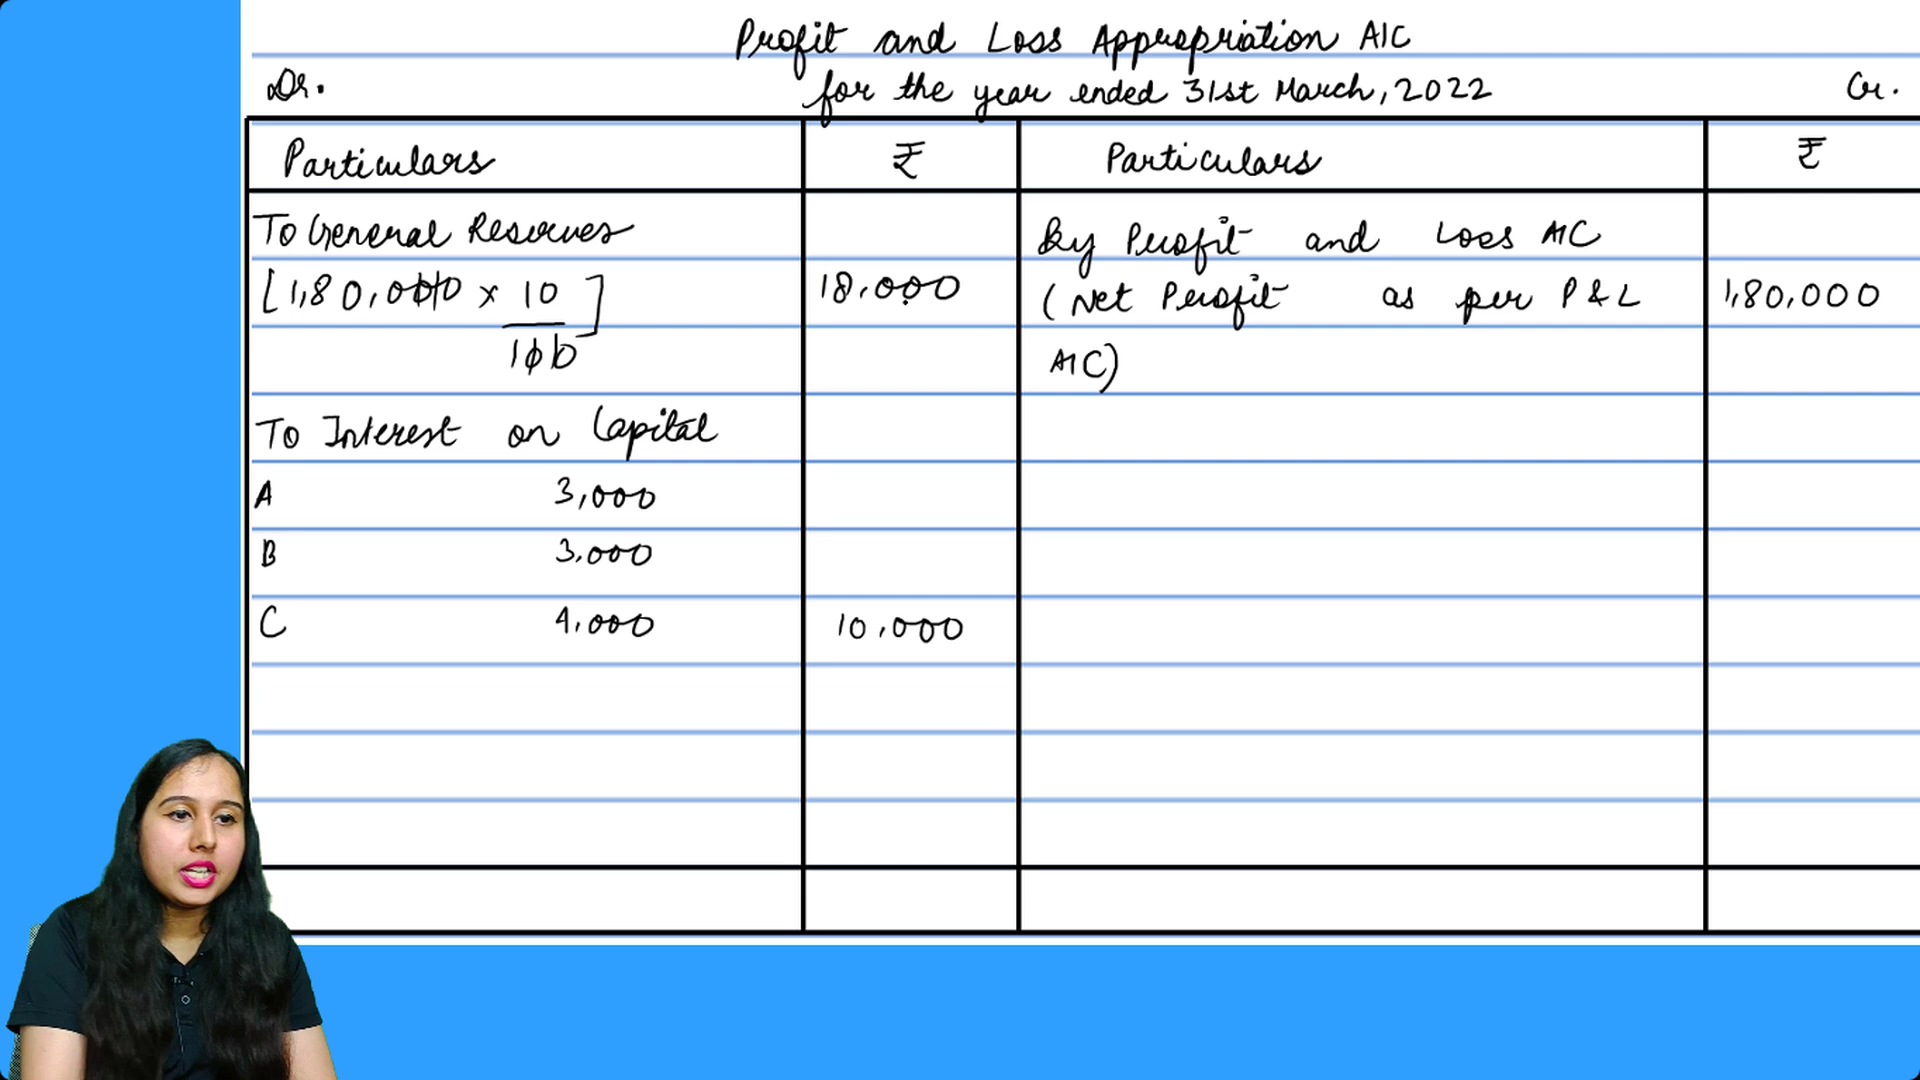 Profit and Loss Appropriation A/C
Dr. for the year ended 31st March, 2022 Cr.
Particulars ₹ Particulars ₹
To General Reserves By Profit and Loss A/C
[1,80,000 x 10 ] 18,000 (Net Profit as per P & L 1,80,000
100 A/C)
To Interest on Capital
A 3,000
B 3,000
C 4,000 10,000